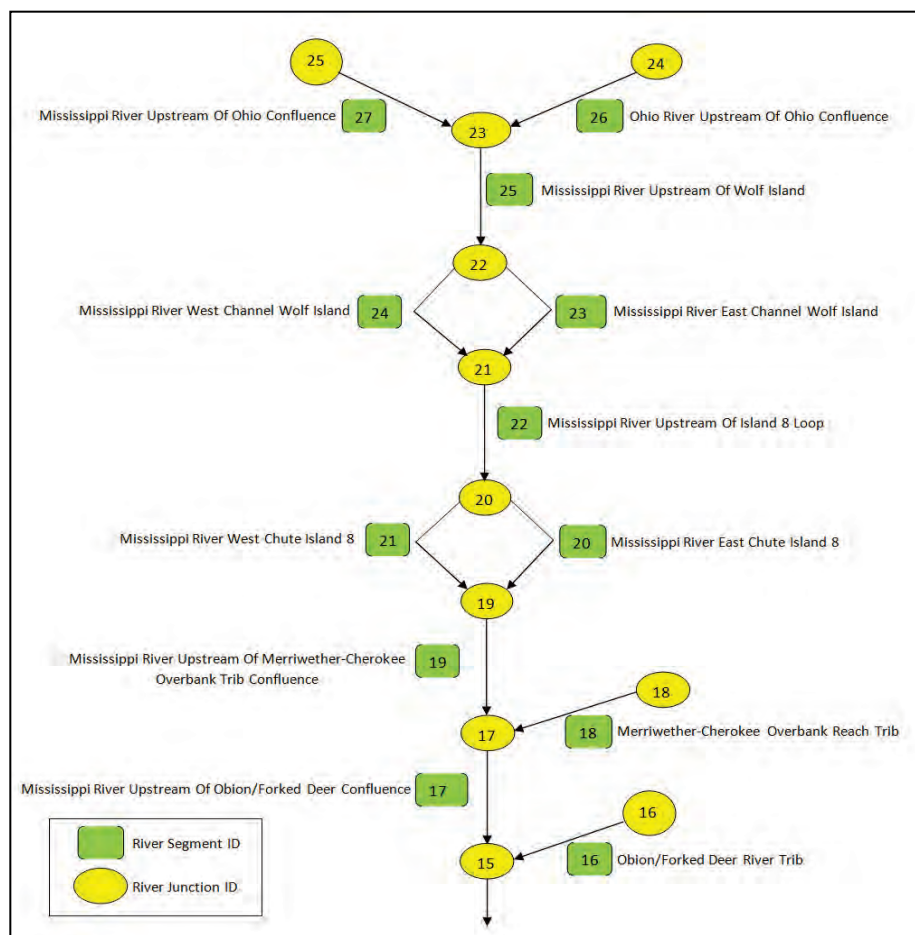 25
24
Mississippi River Upstream Of Ohio Confluence
27
26
Ohio River Upstream Of Ohio Confluence
23
25
Mississippi River Upstream Of Wolf Island
22
Mississippi River West Channel Wolf Island
24
23
Mississippi River East Channel Wolf Island
21
22
Mississippi River Upstream Of Island 8 Loop
20
Mississippi River West Chute Island 8
21
20
Mississippi River East Chute Island 8
19
Mississippi River Upstream Of Merriwether-Cherokee
Overbank Trib Confluence
19
18
17
18
Merriwether-Cherokee Overbank Reach Trib
Mississippi River Upstream Of Obion/Forked Deer Confluence
17
16
15
16
Obion/Forked Deer River Trib
River Segment ID
River Junction ID